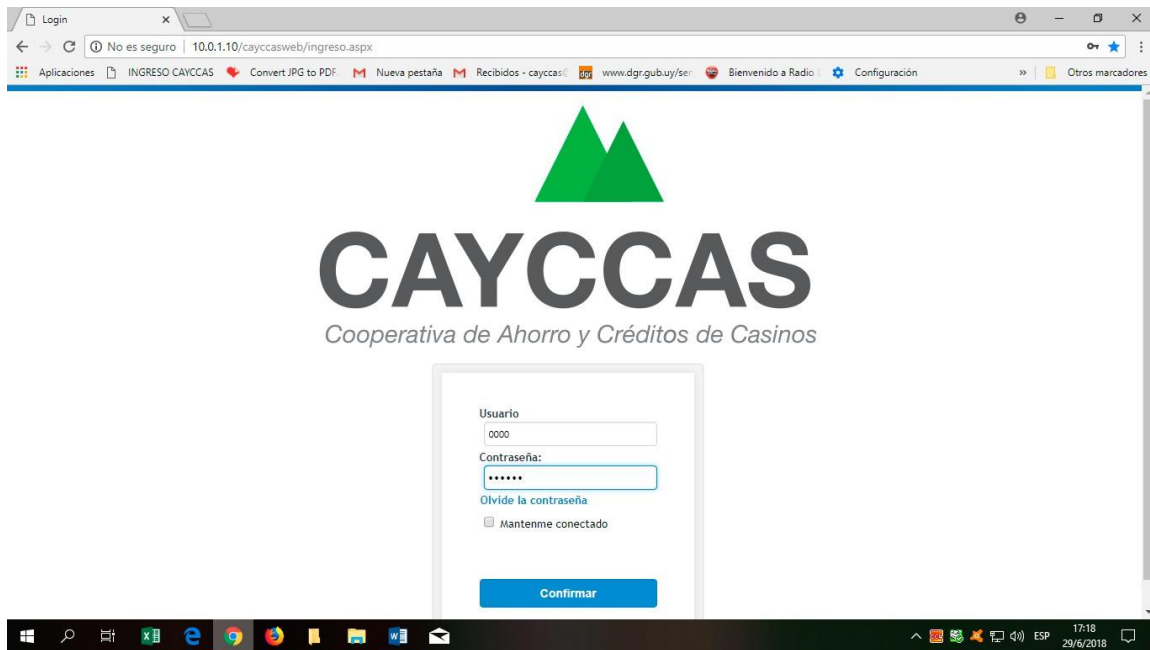 Login
No es seguro | 10.0.1.10/cayccasweb/ingreso.aspx
Aplicaciones INGRESO CAYCCAS Convert JPG to PDF. Nueva pestaña Recibidos - cayccas dgr www.dgr.gub.uy/ser Bienvenido a Radio Configuración » Otros marcadores
CAYCCAS
Cooperativa de Ahorro y Créditos de Casinos
Usuario
0000
Contraseña:
••••••
Olvide la contraseña
Mantenme conectado
Confirmar
ESP 17:18
29/6/2018